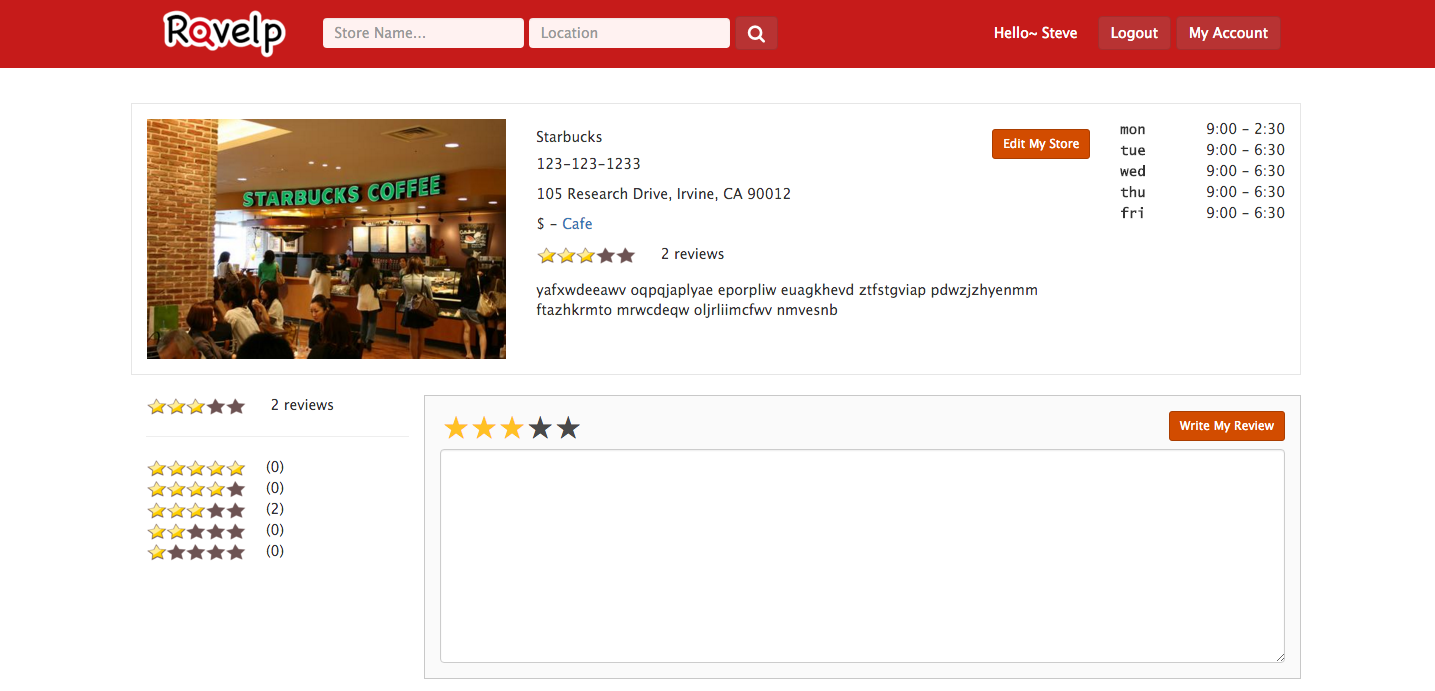 Ravelp
Store Name...
Location
Hello~ Steve
Logout
My Account
STARBUCKS COFFEE
Starbucks
123-123-1233
105 Research Drive, Irvine, CA 90012
$ - Cafe
2 reviews
yafxwdeeawv oqpqjaplyae eporpliw euagkhevd ztfstgviap pdwzjzhyenmm
ftazhkrmto mrwcdeqw oljrliimcfwv nmvesnb
Edit My Store
mon 9:00 - 2:30
tue 9:00 - 6:30
wed 9:00 - 6:30
thu 9:00 - 6:30
fri 9:00 - 6:30
2 reviews
(0)
(0)
(2)
(0)
(0)
Write My Review